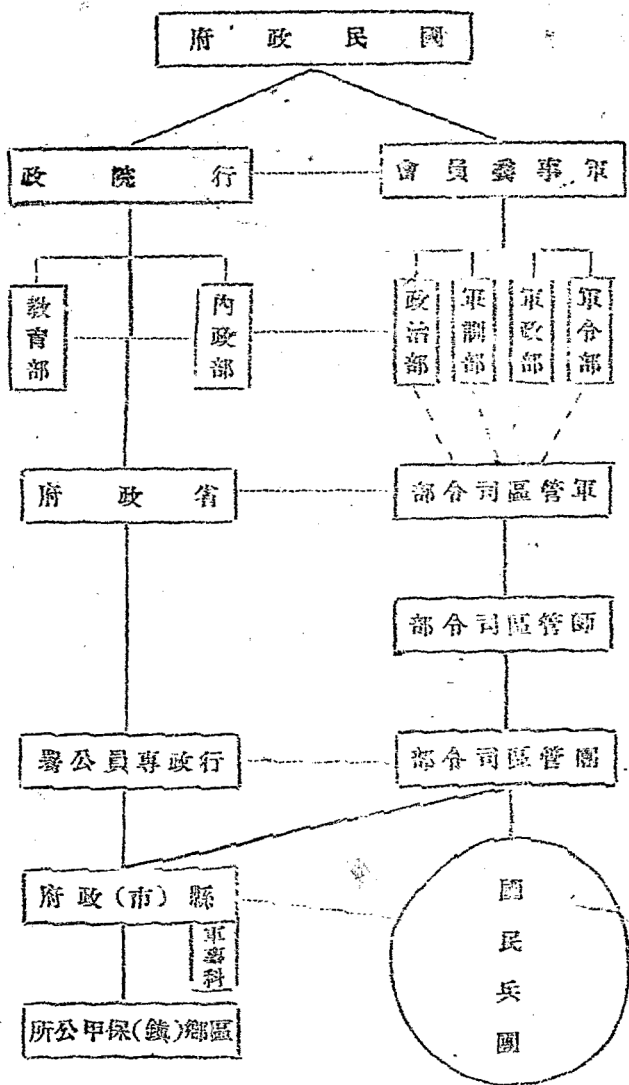 國民政府
軍事委員會
行院政
軍令部
軍政部
軍訓部
政治部
內政部
教育部
軍管區司令部
省政府
師管區司令部
團管區司令部
行政專員公署
縣(市)政府
軍事科
國民兵團
區鄉(鎮)保甲公所